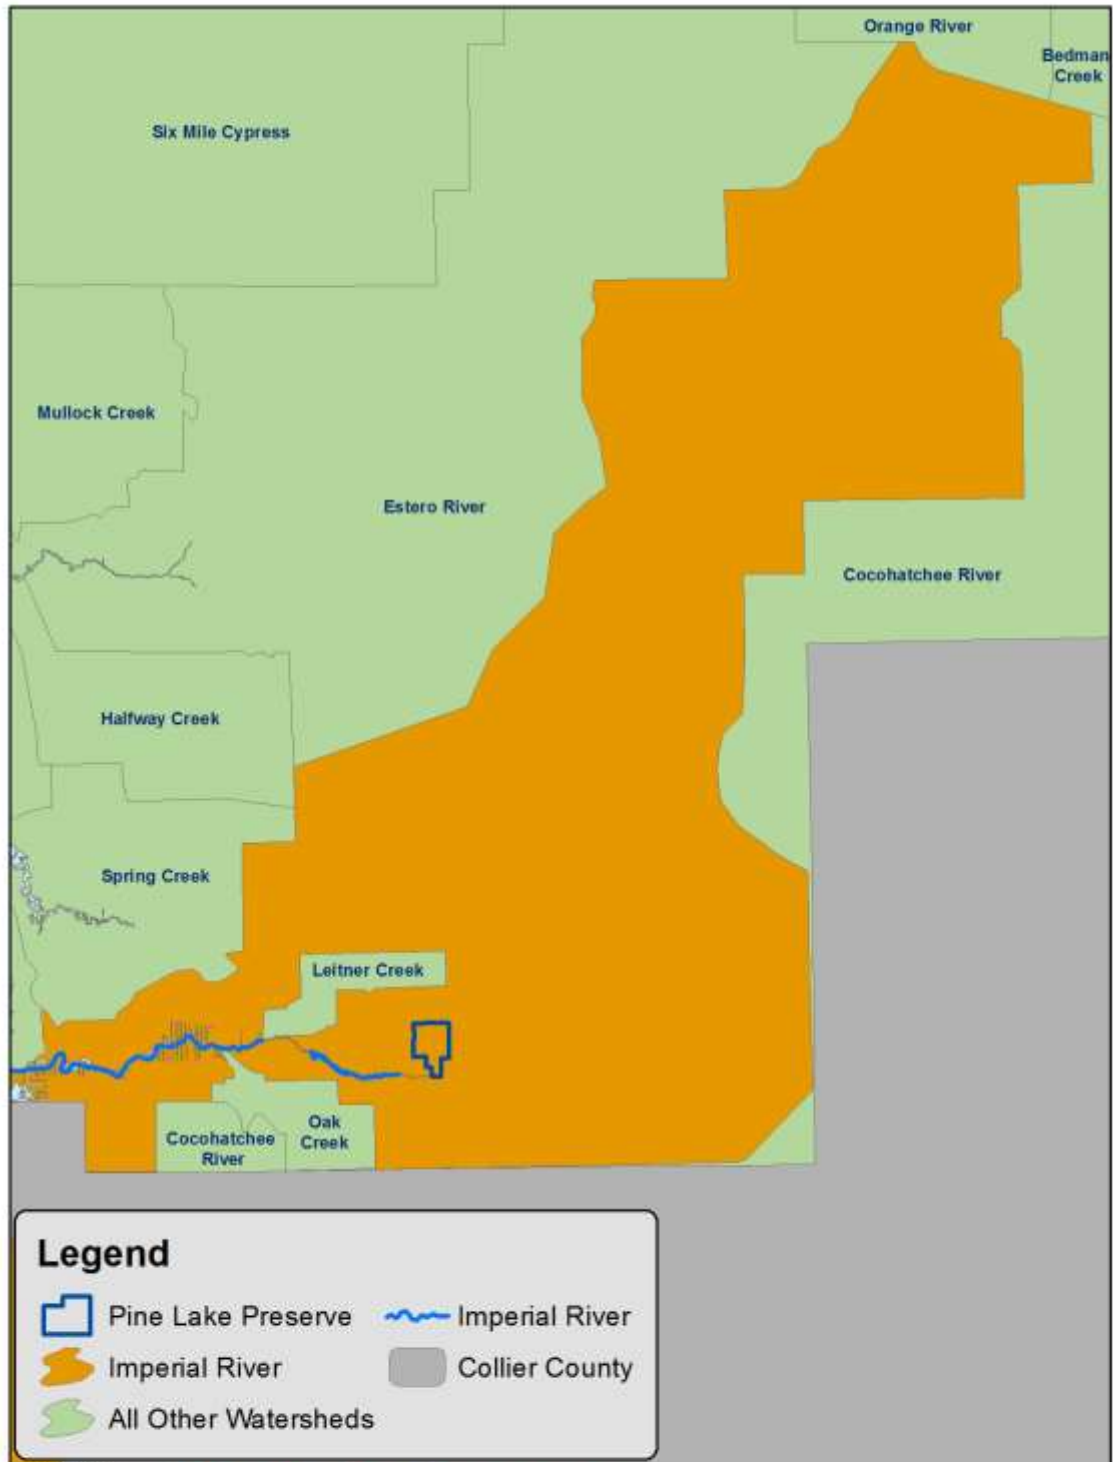 Orange River
Bedman
Creek
Six Mile Cypress
Mullock Creek
Estero River
Cocohatchee River
Halfway Creek
Spring Creek
Leitner Creek
Oak
Creek
Cocohatchee
River
Legend
Pine Lake Preserve
Imperial River
Imperial River
Collier County
All Other Watersheds